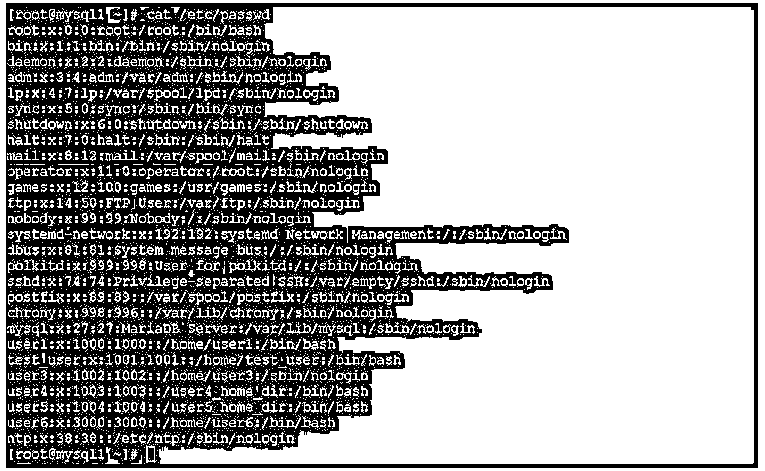 [root@mysql1 ~]# cat /etc/passwd
root:x:0:0:root:/root:/bin/bash
bin:x:1:1:bin:/bin:/sbin/nologin
daemon:x:2:2:daemon:/sbin:/sbin/nologin
adm:x:3:4:adm:/var/adm:/sbin/nologin
lp:x:4:7:lp:/var/spool/lpd:/sbin/nologin
sync:x:5:0:sync:/sbin:/bin/sync
shutdown:x:6:0:shutdown:/sbin:/sbin/shutdown
halt:x:7:0:halt:/sbin:/sbin/halt
mail:x:8:12:mail:/var/spool/mail:/sbin/nologin
operator:x:11:0:operator:/root:/sbin/nologin
games:x:12:100:games:/usr/games:/sbin/nologin
ftp:x:14:50:FTP User:/var/ftp:/sbin/nologin
nobody:x:99:99:Nobody:/:/sbin/nologin
systemd-network:x:192:192:systemd Network Management:/:/sbin/nologin
dbus:x:81:81:System message bus:/:/sbin/nologin
polkitd:x:999:998:User for polkitd:/:/sbin/nologin
sshd:x:74:74:Privilege-separated SSH:/var/empty/sshd:/sbin/nologin
postfix:x:89:89::/var/spool/postfix:/sbin/nologin
chrony:x:998:996::/var/lib/chrony:/sbin/nologin
mysql:x:27:27:MariaDB Server:/var/lib/mysql:/sbin/nologin
user1:x:1000:1000::/home/user1:/bin/bash
test_user:x:1001:1001::/home/test_user:/bin/bash
user3:x:1002:1002::/home/user3:/sbin/nologin
user4:x:1003:1003::/user4_home_dir:/bin/bash
user5:x:1004:1004::/user5_home_dir:/bin/bash
user6:x:3000:3000::/home/user6:/bin/bash
ntp:x:38:38::/etc/ntp:/sbin/nologin
[root@mysql1 ~]#